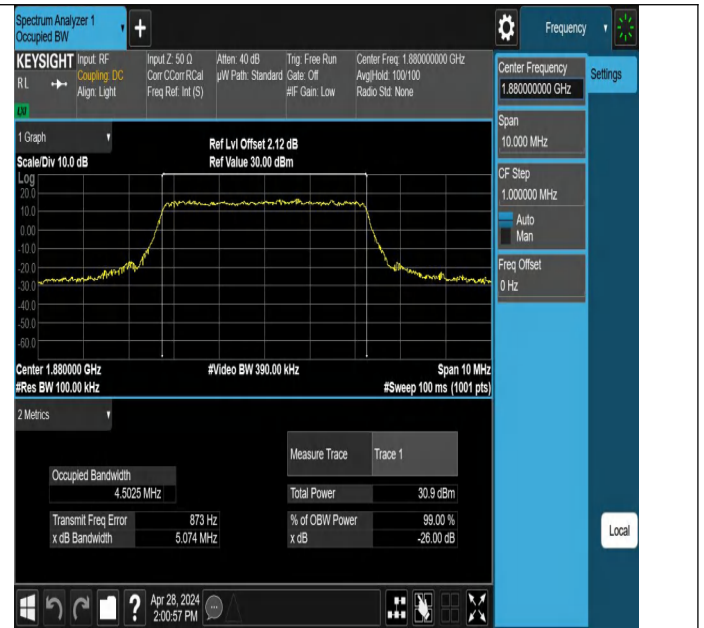 Spectrum Analyzer 1
Occupied BW
Frequency
KEYSIGHT
RL
LXI
Input: RF
Coupling: DC
Align: Light
Input Z: 50 Ω
Corr CCorr RCal
Freq Ref: Int (S)
Atten: 40 dB
µW Path: Standard
Trig: Free Run
Gate: Off
#IF Gain: Low
Center Freq: 1.880000000 GHz
Avg|Hold: 100/100
Radio Std: None
Center Frequency
1.880000000 GHz
Settings
Span
10.000 MHz
CF Step
1.000000 MHz
Auto
Man
Freq Offset
0 Hz
1 Graph
Scale/Div 10.0 dB
Ref Lvl Offset 2.12 dB
Ref Value 30.00 dBm
Log
20.0
10.0
0.00
-10.0
-20.0
-30.0
-40.0
-50.0
-60.0
Center 1.880000 GHz
#Video BW 390.00 kHz
Span 10 MHz
#Res BW 100.00 kHz
#Sweep 100 ms (1001 pts)
2 Metrics
Measure Trace
Trace 1
Occupied Bandwidth
4.5025 MHz
Total Power
30.9 dBm
Transmit Freq Error
873 Hz
% of OBW Power
99.00 %
x dB Bandwidth
5.074 MHz
x dB
-26.00 dB
Local
Apr 28, 2024
2:00:57 PM